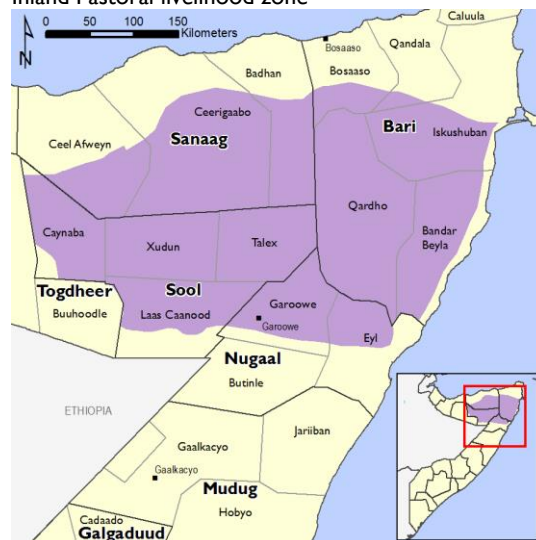 Inland Pastoral livelihood zone
0 50 100 150
Kilometers
N
Caluula
Bosaaso
Qandala
Badhan
Bosaaso
Ceerigaabo
Sanaag
Bari
Iskushuban
Ceel Afweyn
Qardho
Caynaba
Xudun
Talex
Bandar
Beyla
Togdheer
Sool
Buuhoodle
Laas Caanood
Garoowe
Garoowe
Eyl
Nugaal
Butinle
ETHIOPIA
Jariiban
Gaalkacyo
Gaalkacyo
Mudug
Hobyo
Cadaado
Galgaduud